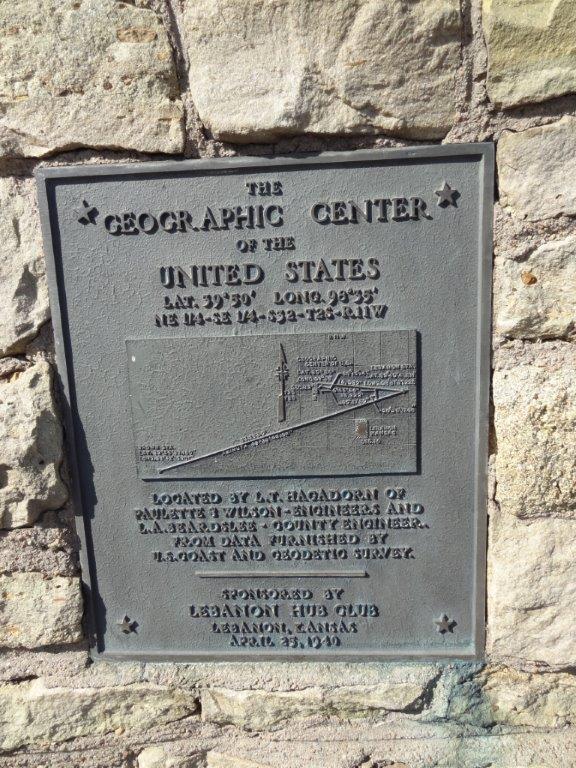 THE
GEOGRAPHIC CENTER
OF THE
UNITED STATES
LAT. 39°50' LONG. 98°35'
NE 1/4-SE 1/4-S32-T2S-R.11W
LOCATED BY L.T. HAGADORN OF
PAULETTE & WILSON-ENGINEERS AND
L.A. BEARDSLEE - COUNTY ENGINEER.
FROM DATA FURNISHED BY
U.S. COAST AND GEODETIC SURVEY.
SPONSORED BY
LEBANON HUB CLUB
LEBANON, KANSAS
APRIL 25, 1940